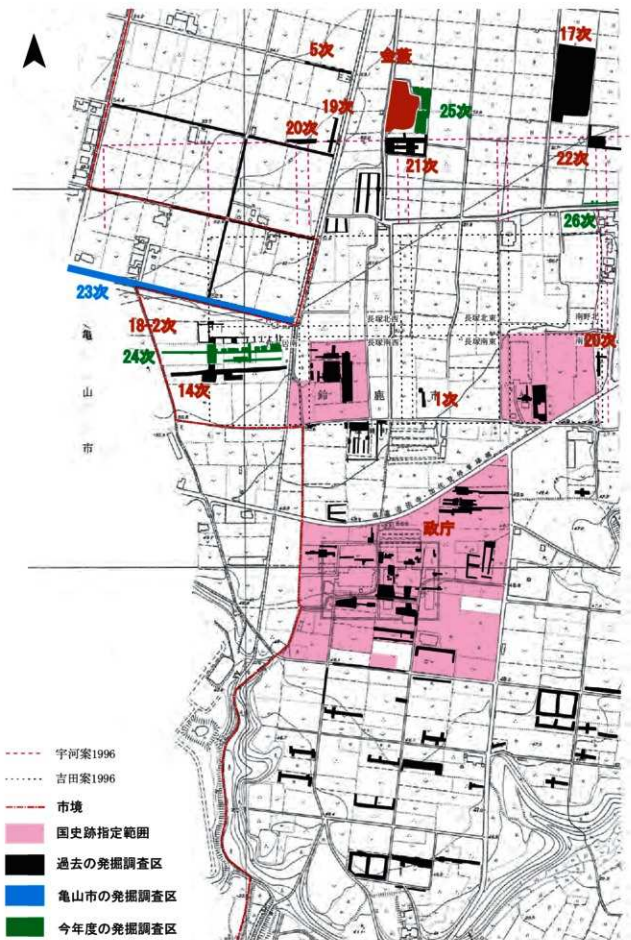 17次
5次
金薮
19次
25次
20次
21次
22次
26次
23次
18-2次
長塚北西
長塚北東
南野北
長塚南西
長塚南東
20次
24次
亀山市
14次
鈴鹿市
1次
政庁
宇河案1996
吉田案1996
市境
国史跡指定範囲
過去の発掘調査区
亀山市の発掘調査区
今年度の発掘調査区